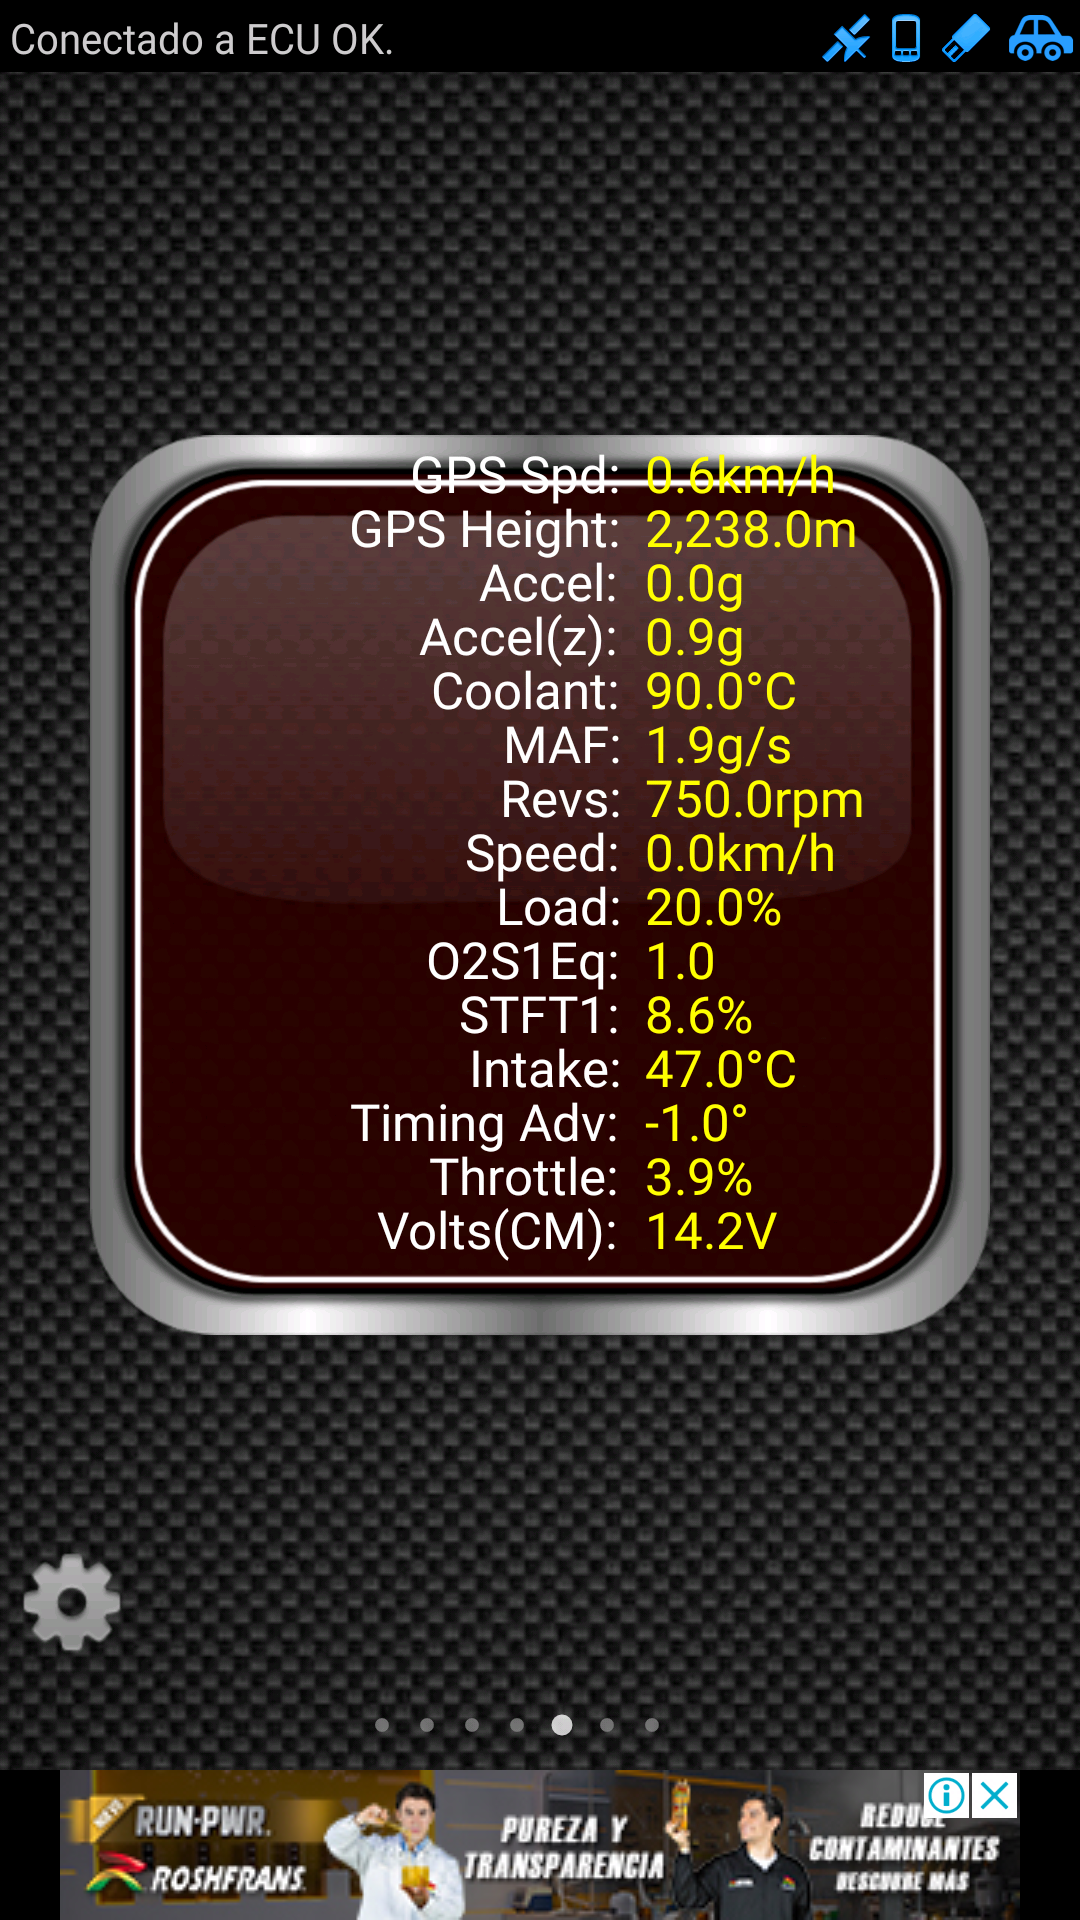 Conectado a ECU OK.
GPS Spd: 0.6km/h
GPS Height: 2,238.0m
Accel: 0.0g
Accel(z): 0.9g
Coolant: 90.0°C
MAF: 1.9g/s
Revs: 750.0rpm
Speed: 0.0km/h
Load: 20.0%
O2S1Eq: 1.0
STFT1: 8.6%
Intake: 47.0°C
Timing Adv: -1.0°
Throttle: 3.9%
Volts(CM): 14.2V
RUN-PWR.
ROSHFRANS
PUREZA Y
TRANSPARENCIA
REDUCE
CONTAMINANTES
DESCUBRE MÁS